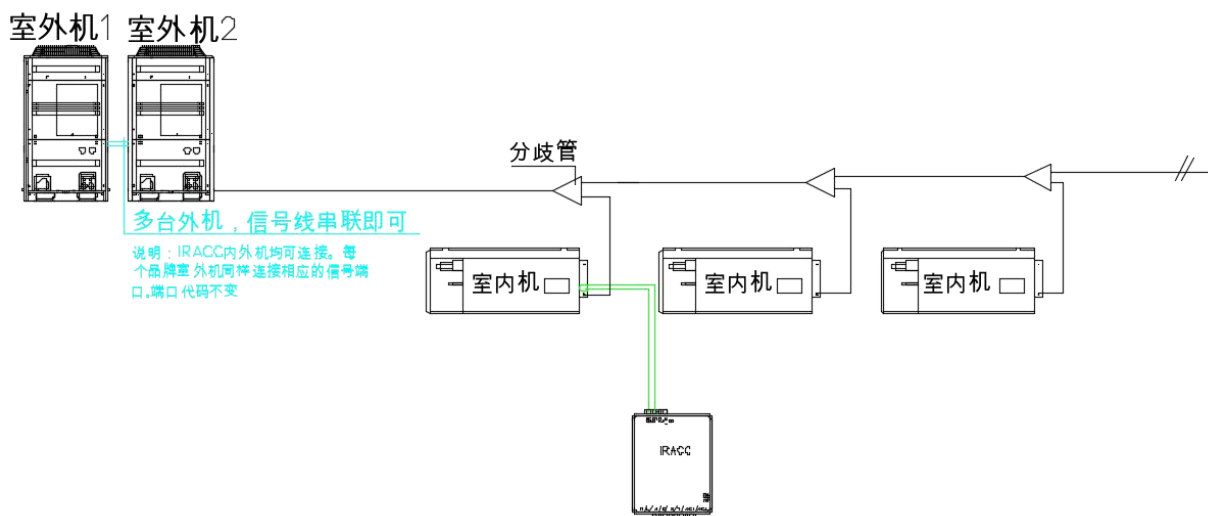 室外机1
室外机2
分歧管
多台外机，信号线串联即可
说明：IRACC内外机均可连接。每
个品牌室外机同样连接相应的信号端
口,端口代码不变
室内机
室内机
室内机
IRACC